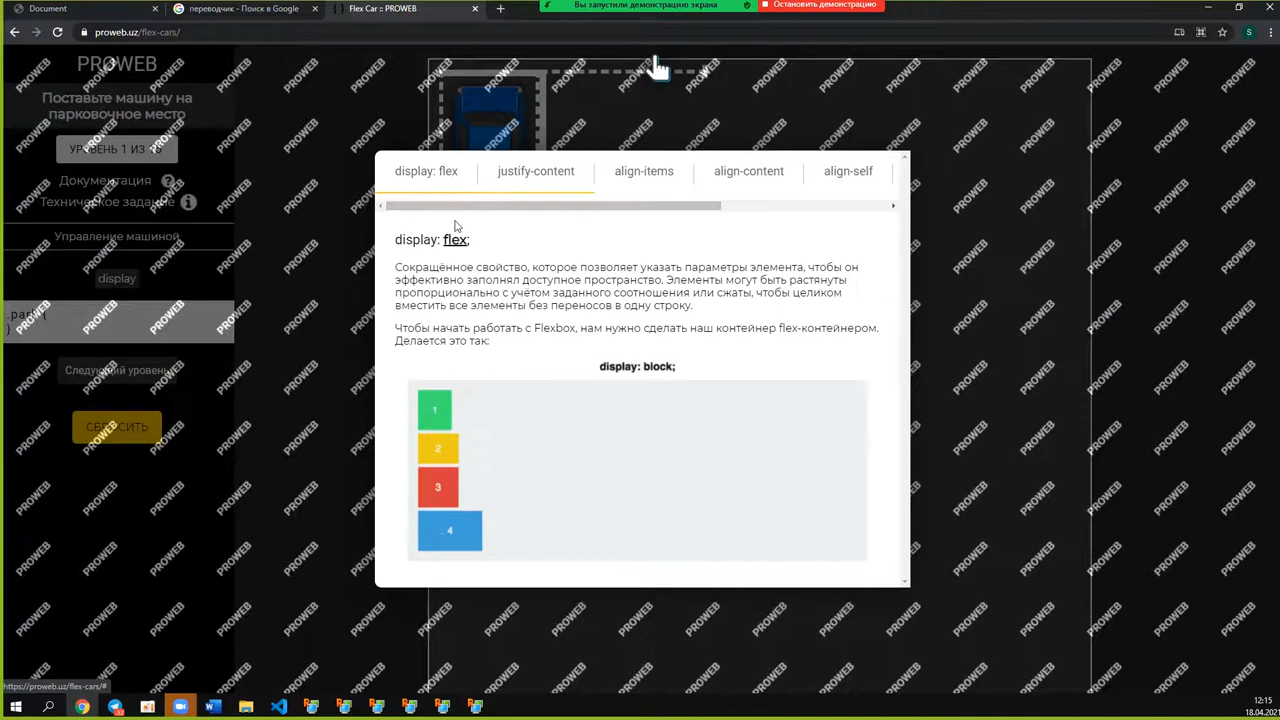 Document
переводчик - Поиск в Google
Flex Car :: PROWEB
Вы запустили демонстрацию экрана
Остановить демонстрацию
proweb.uz/flex-cars/
S
PROWEB
Поставьте машину на
парковочное место
УРОВЕНЬ 1 ИЗ
Документация ?
Техническое задание i
Управление машиной
display
{
}
Следующий уровень
СБРОСИТЬ
display: flex
justify-content
align-items
align-content
align-self
display: flex;
Сокращённое свойство, которое позволяет указать параметры элемента, чтобы он
эффективно заполнял доступное пространство. Элементы могут быть растянуты
пропорционально с учётом заданного соотношения или сжаты, чтобы целиком
вместить все элементы без переносов в одну строку.
Чтобы начать работать с Flexbox, нам нужно сделать наш контейнер flex-контейнером.
Делается это так:
display: block;
1
2
3
4
https://proweb.uz/flex-cars/#
12:15
18.04.2021